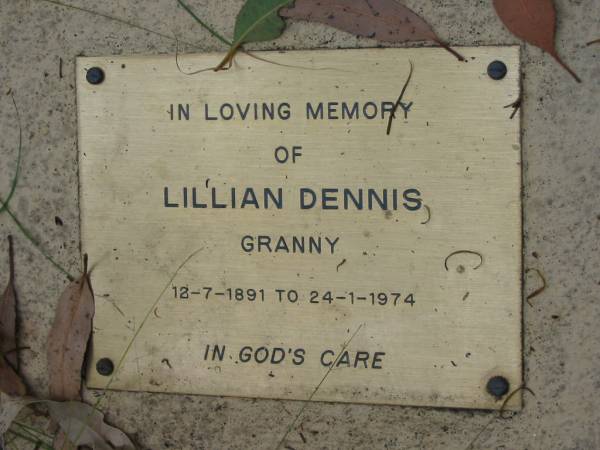 IN LOVING MEMORY
OF
LILLIAN DENNIS
GRANNY
12-7-1891 TO 24-1-1974
IN GOD'S CARE